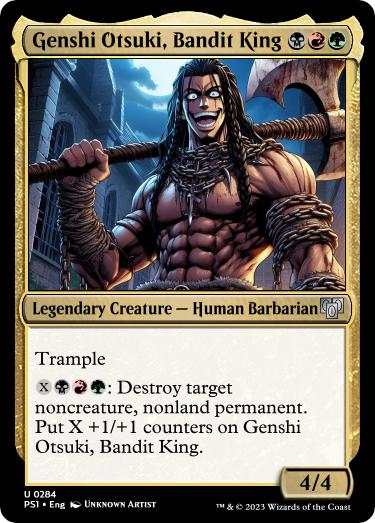 Genshi Otsuki, Bandit King
Legendary Creature — Human Barbarian
Trample
X: Destroy target
noncreature, nonland permanent.
Put X +1/+1 counters on Genshi
Otsuki, Bandit King.
4/4
U 0284
PS1 • Eng Unknown Artist
™ & © 2023 Wizards of the Coast